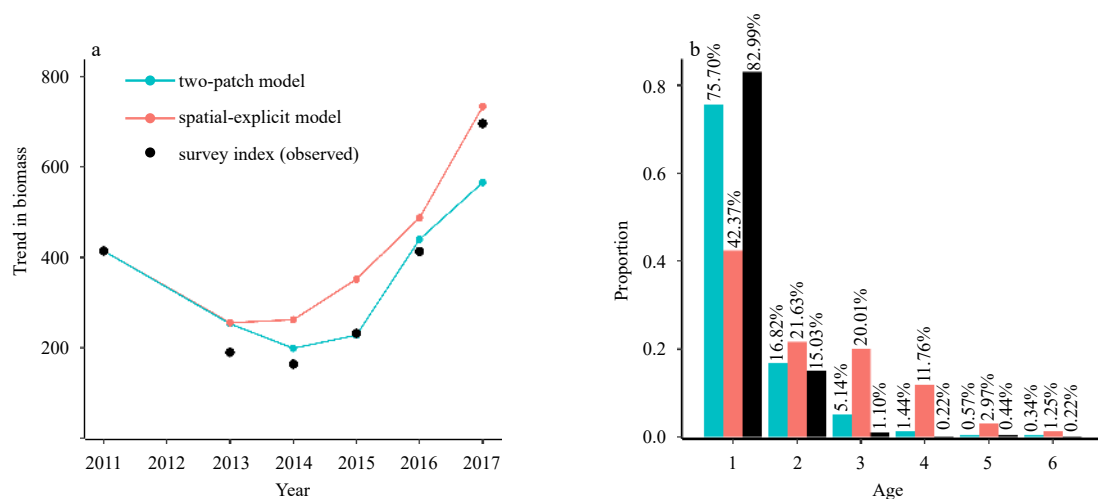 a
800
600
400
200
Trend in biomass
two-patch model
spatial-explicit model
survey index (observed)
2011 2012 2013 2014 2015 2016 2017
Year
b
0.8
0.6
0.4
0.2
0.0
Proportion
75.70%
42.37%
82.99%
16.82%
21.63%
15.03%
5.14%
20.01%
1.10%
1.44%
11.76%
0.22%
0.57%
2.97%
0.44%
0.34%
1.25%
0.22%
1 2 3 4 5 6
Age